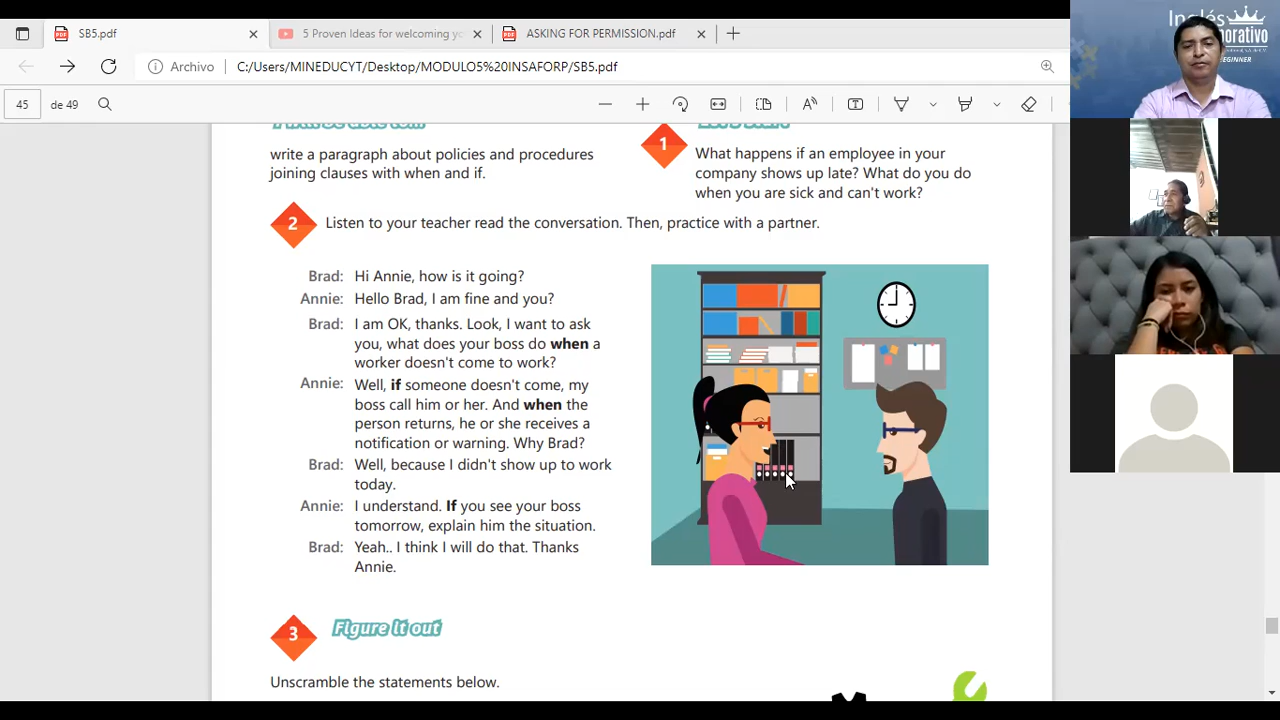 SB5.pdf
5 Proven Ideas for welcoming yo
ASKING FOR PERMISSION.pdf
Archivo
C:/Users/MINEDUCYT/Desktop/MODULO5%20INSAFORP/SB5.pdf
45
de 49
write a paragraph about policies and procedures
joining clauses with when and if.
1
What happens if an employee in your
company shows up late? What do you do
when you are sick and can't work?
2
Listen to your teacher read the conversation. Then, practice with a partner.
Brad: Hi Annie, how is it going?
Annie: Hello Brad, I am fine and you?
Brad: I am OK, thanks. Look, I want to ask
you, what does your boss do when a
worker doesn't come to work?
Annie: Well, if someone doesn't come, my
boss call him or her. And when the
person returns, he or she receives a
notification or warning. Why Brad?
Brad: Well, because I didn't show up to work
today.
Annie: I understand. If you see your boss
tomorrow, explain him the situation.
Brad: Yeah.. I think I will do that. Thanks
Annie.
3
Figure it out
Unscramble the statements below.
Inglés